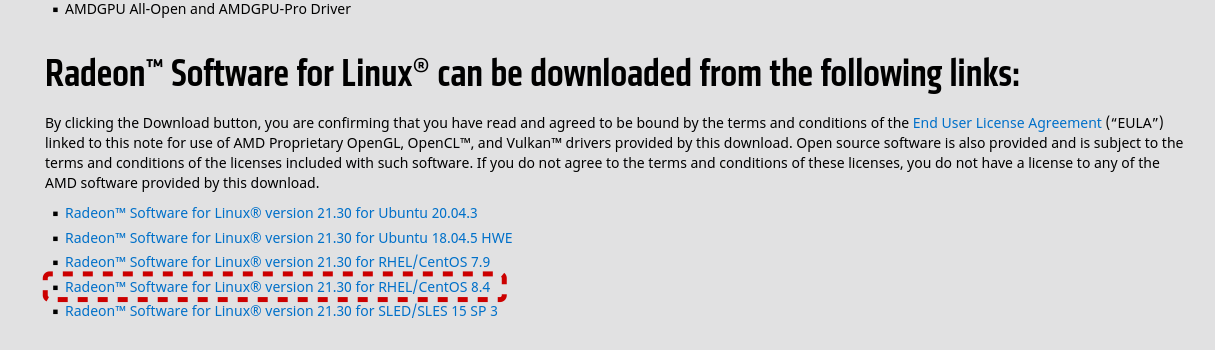 ▪ AMDGPU All-Open and AMDGPU-Pro Driver
Radeon™ Software for Linux® can be downloaded from the following links:
By clicking the Download button, you are confirming that you have read and agreed to be bound by the terms and conditions of the End User License Agreement (“EULA”)
linked to this note for use of AMD Proprietary OpenGL, OpenCL™, and Vulkan™ drivers provided by this download. Open source software is also provided and is subject to the
terms and conditions of the licenses included with such software. If you do not agree to the terms and conditions of these licenses, you do not have a license to any of the
AMD software provided by this download.
▪ Radeon™ Software for Linux® version 21.30 for Ubuntu 20.04.3
▪ Radeon™ Software for Linux® version 21.30 for Ubuntu 18.04.5 HWE
▪ Radeon™ Software for Linux® version 21.30 for RHEL/CentOS 7.9
▪ Radeon™ Software for Linux® version 21.30 for RHEL/CentOS 8.4
▪ Radeon™ Software for Linux® version 21.30 for SLED/SLES 15 SP 3